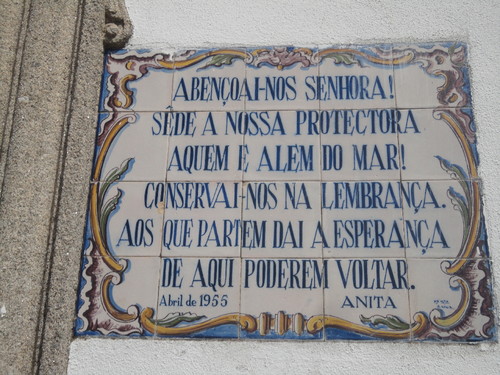 ABENÇOAI-NOS SENHORA!
SÊDE A NOSSA PROTECTORA
AQUEM E ALEM DO MAR!
CONSERVAI-NOS NA LEMBRANÇA.
AOS QUE PARTEM DAI A ESPERANÇA
DE AQUI PODEREM VOLTAR.
Abril de 1955 ANITA